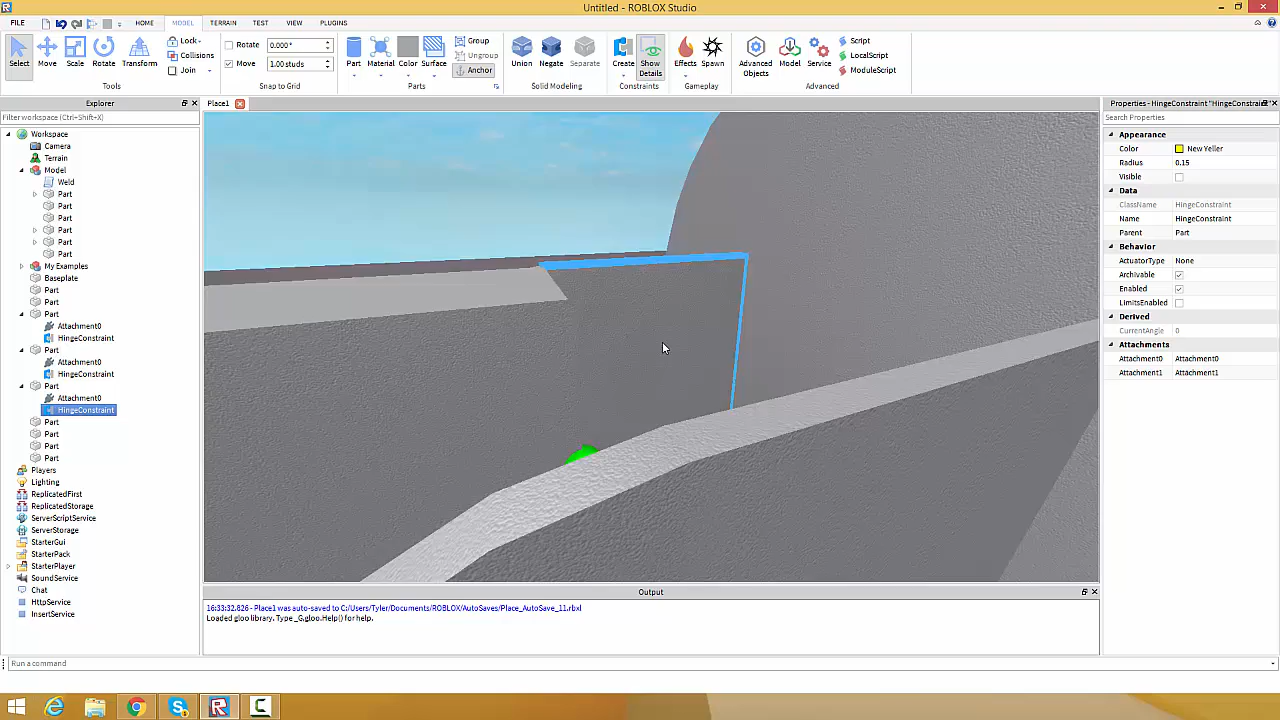 Untitled - ROBLOX Studio
FILE HOME MODEL TERRAIN TEST VIEW PLUGINS
Select Move Scale Rotate Transform
Lock
Collisions
Join
Tools
Rotate 0.000°
Move 1.00 studs
Snap to Grid
Part Material Color Surface
Group
Ungroup
Anchor
Parts
Union Negate Separate
Solid Modeling
Create Show Details
Constraints
Effects Spawn
Gameplay
Advanced Objects Model Service
Script
LocalScript
ModuleScript
Advanced
Explorer
Filter workspace (Ctrl+Shift+X)
Workspace
Camera
Terrain
Model
Weld
Part
Part
Part
Part
Part
Part
My Examples
Baseplate
Part
Part
Part
Attachment0
HingeConstraint
Part
Attachment0
HingeConstraint
Part
Attachment0
HingeConstraint
Part
Part
Part
Part
Players
Lighting
ReplicatedFirst
ReplicatedStorage
ServerScriptService
ServerStorage
StarterGui
StarterPack
StarterPlayer
SoundService
Chat
HttpService
InsertService
Place1
Output
16:33:32.826 - Place1 was auto-saved to C:/Users/Tyler/Documents/ROBLOX/AutoSaves/Place_AutoSave_11.rbxl
Loaded gloo library. Type _G.gloo.Help() for help.
Run a command
Properties - HingeConstraint "HingeConstraint"
Search Properties
Appearance
Color New Yeller
Radius 0.15
Visible
Data
ClassName HingeConstraint
Name HingeConstraint
Parent Part
Behavior
ActuatorType None
Archivable
Enabled
LimitsEnabled
Derived
CurrentAngle 0
Attachments
Attachment0 Attachment0
Attachment1 Attachment1